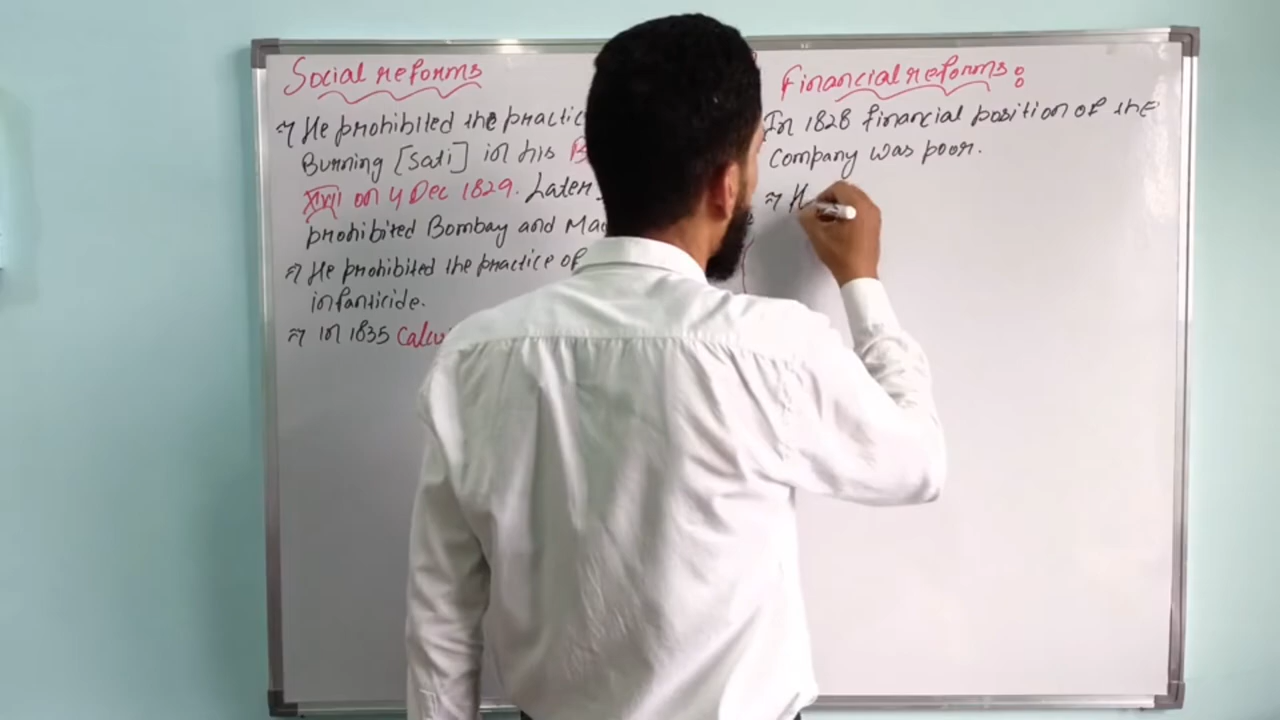 Social reforms
⇒ He prohibited the practic
Burning [Sati] in his B
XVII on 4 Dec 1829. Later
prohibited Bombay and Mad
⇒ He prohibited the practice of
infanticide.
⇒ In 1835 Calcu
Financial reforms:
In 1828 financial position of the
Company was poor.
⇒ H